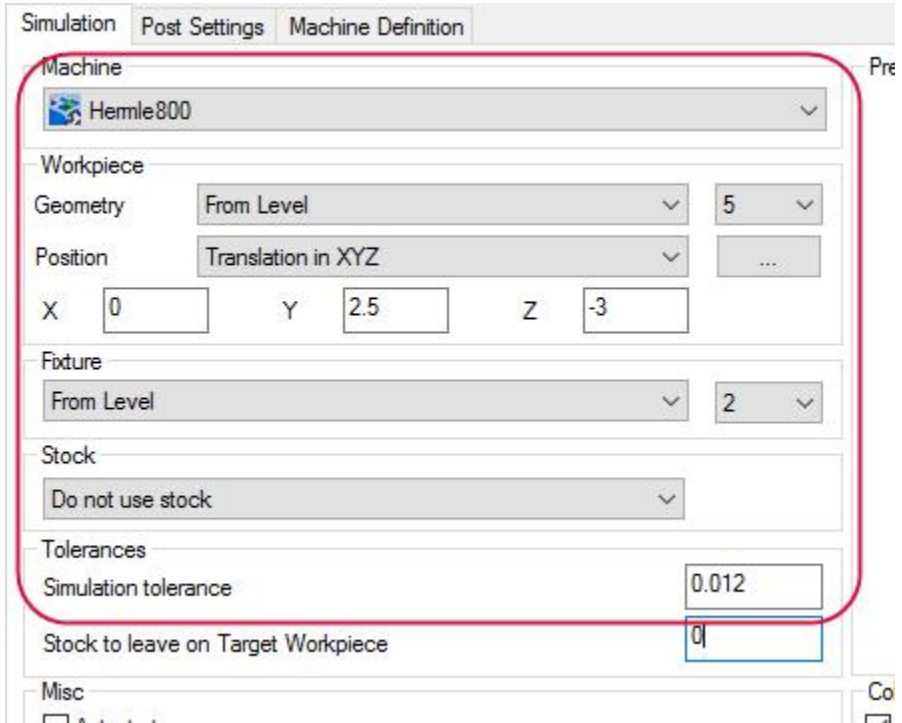 Simulation Post Settings Machine Definition
Machine Pre
Hermle800
Workpiece
Geometry From Level 5
Position Translation in XYZ ...
X 0 Y 2.5 Z -3
Fixture
From Level 2
Stock
Do not use stock
Tolerances
Simulation tolerance 0.012
Stock to leave on Target Workpiece 0
Misc Col